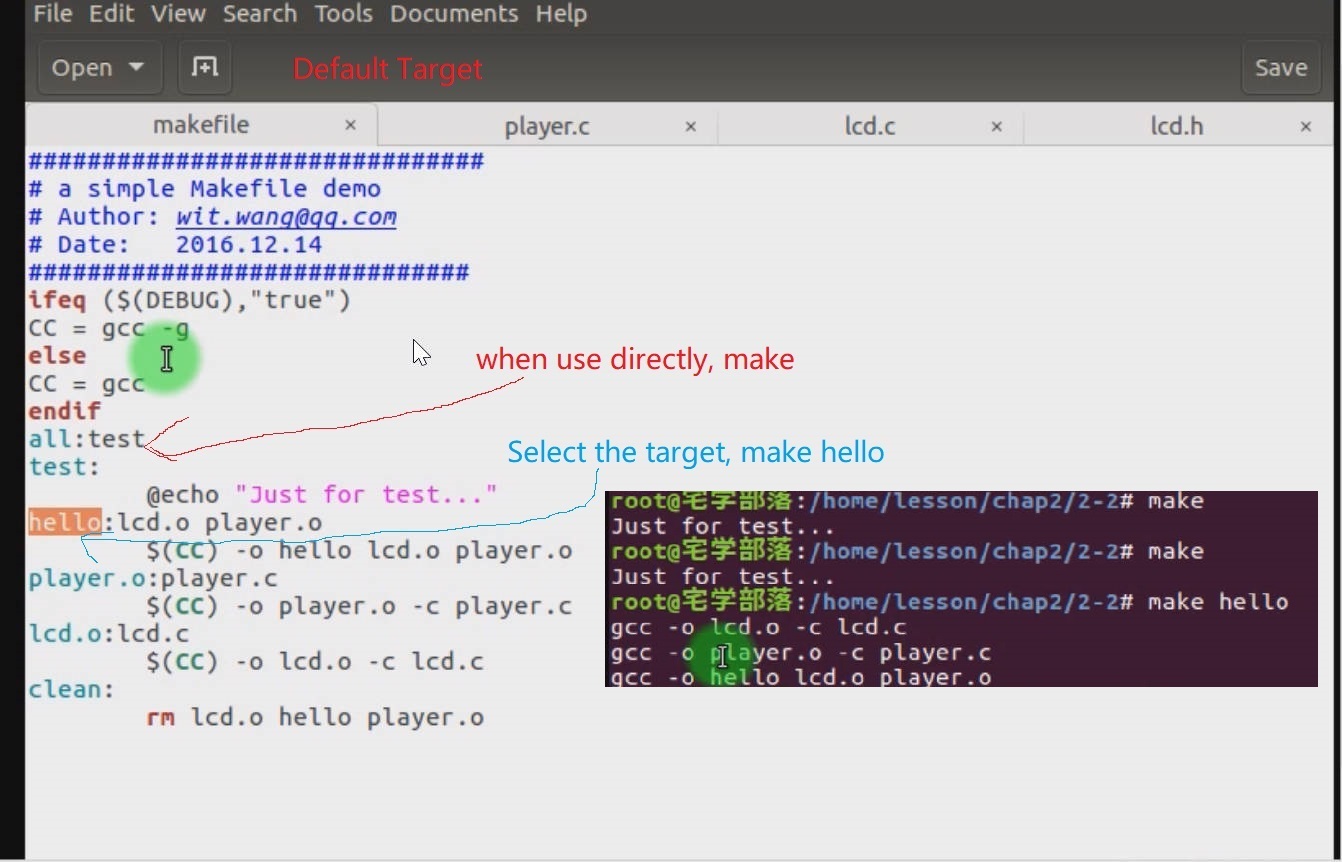 File Edit View Search Tools Documents Help
Open Default Target Save
makefile × player.c × lcd.c × lcd.h ×
###############################
# a simple Makefile demo
# Author: wit.wang@qq.com
# Date:   2016.12.14
##############################
ifeq ($(DEBUG),"true")
CC = gcc -g
else
when use directly, make
CC = gcc
endif
all:test
Select the target, make hello
test:
@echo "Just for test..."
hello:lcd.o player.o
$(CC) -o hello lcd.o player.o
player.o:player.c
$(CC) -o player.o -c player.c
lcd.o:lcd.c
$(CC) -o lcd.o -c lcd.c
clean:
rm lcd.o hello player.o
root@宅学部落:/home/lesson/chap2/2-2# make
Just for test...
root@宅学部落:/home/lesson/chap2/2-2# make
Just for test...
root@宅学部落:/home/lesson/chap2/2-2# make hello
gcc -o lcd.o -c lcd.c
gcc -o player.o -c player.c
gcc -o hello lcd.o player.o